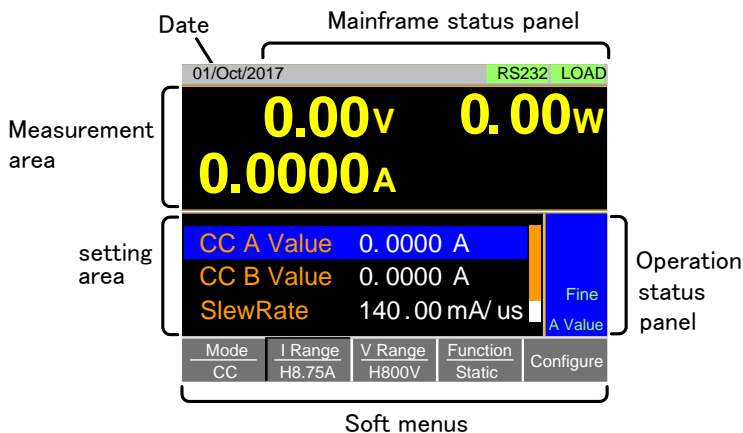 Date
Mainframe status panel
01/Oct/2017
RS232
LOAD
Measurement
area
0.00V
0.00W
0.0000A
setting
area
CC A Value 0.0000 A
CC B Value 0.0000 A
SlewRate 140.00 mA/us
Fine
A Value
Operation
status
panel
Mode
CC
I Range
H8.75A
V Range
H800V
Function
Static
Configure
Soft menus